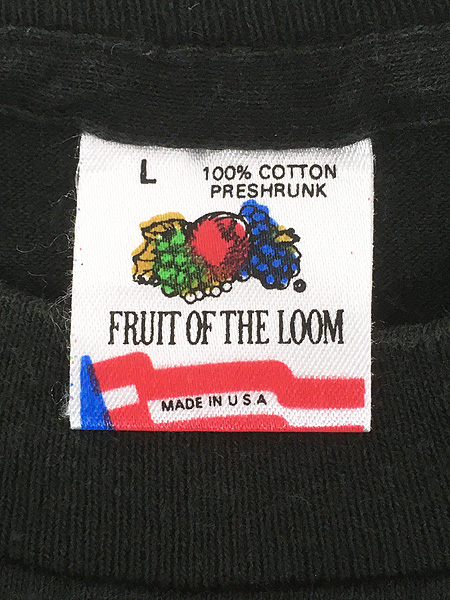 L
100% COTTON
PRESHRUNK
FRUIT OF THE LOOM
MADE IN U.S.A